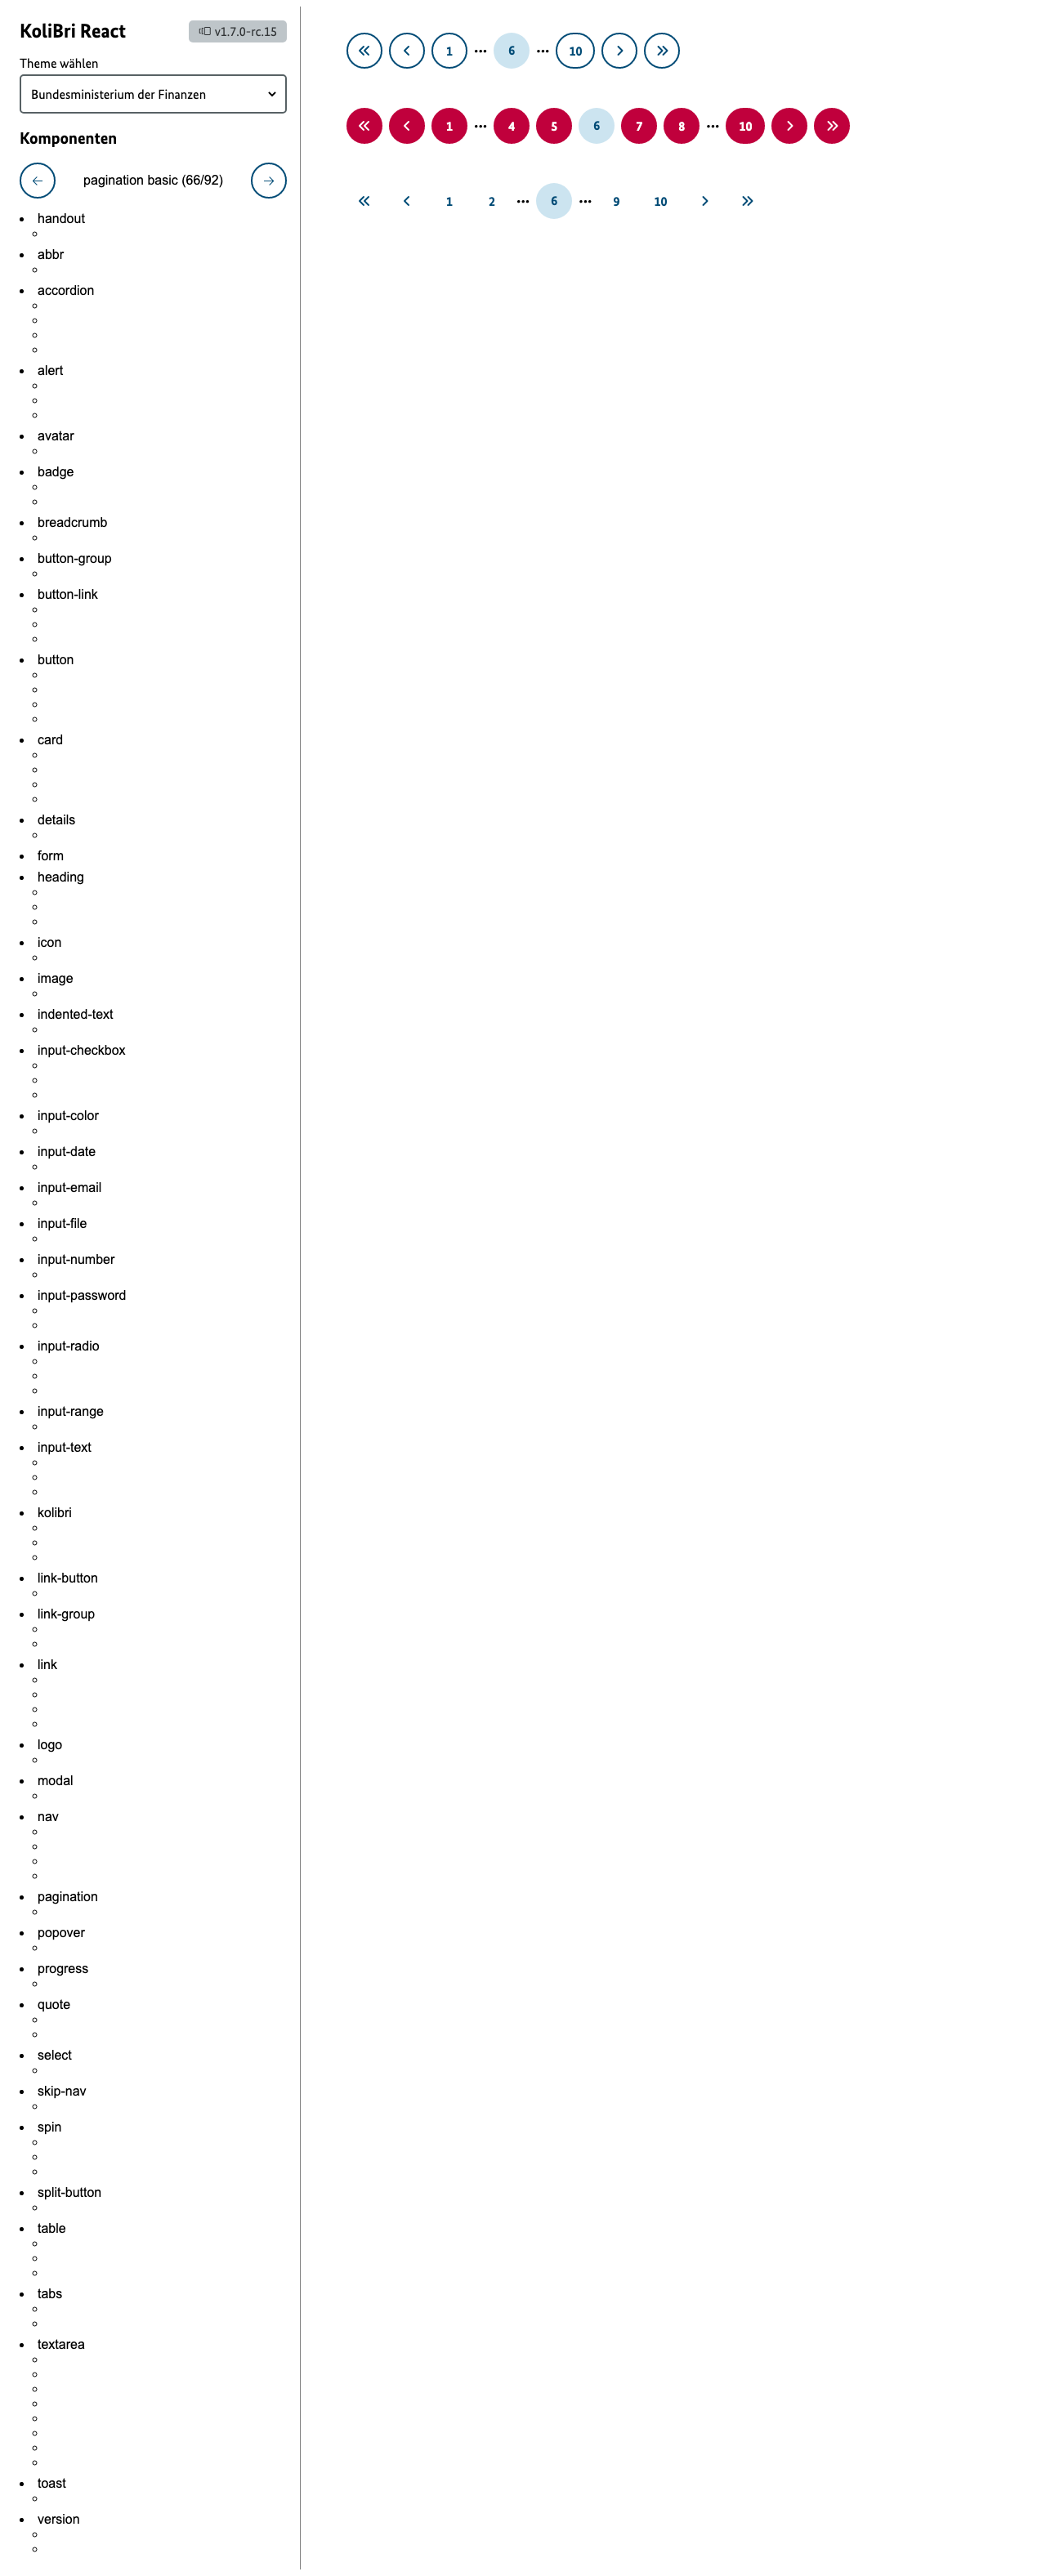 KoliBri React
v1.7.0-rc.15
Theme wählen
Bundesministerium der Finanzen
Komponenten
pagination basic (66/92)
handout
abbr
accordion
alert
avatar
badge
breadcrumb
button-group
button-link
button
card
details
form
heading
icon
image
indented-text
input-checkbox
input-color
input-date
input-email
input-file
input-number
input-password
input-radio
input-range
input-text
kolibri
link-button
link-group
link
logo
modal
nav
pagination
popover
progress
quote
select
skip-nav
spin
split-button
table
tabs
textarea
toast
version
1 ••• 6 ••• 10
1 ••• 4 5 6 7 8 ••• 10
1 2 ••• 6 ••• 9 10